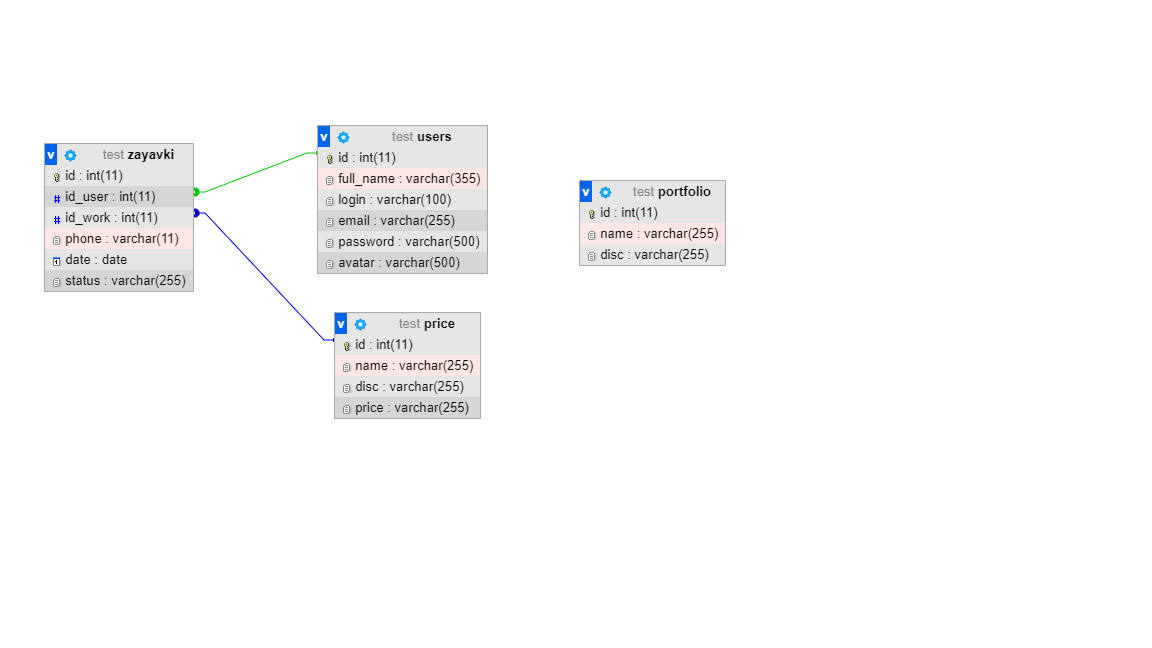 v test zayavki
id : int(11)
id_user : int(11)
id_work : int(11)
phone : varchar(11)
date : date
status : varchar(255)
v test users
id : int(11)
full_name : varchar(355)
login : varchar(100)
email : varchar(255)
password : varchar(500)
avatar : varchar(500)
v test price
id : int(11)
name : varchar(255)
disc : varchar(255)
price : varchar(255)
v test portfolio
id : int(11)
name : varchar(255)
disc : varchar(255)